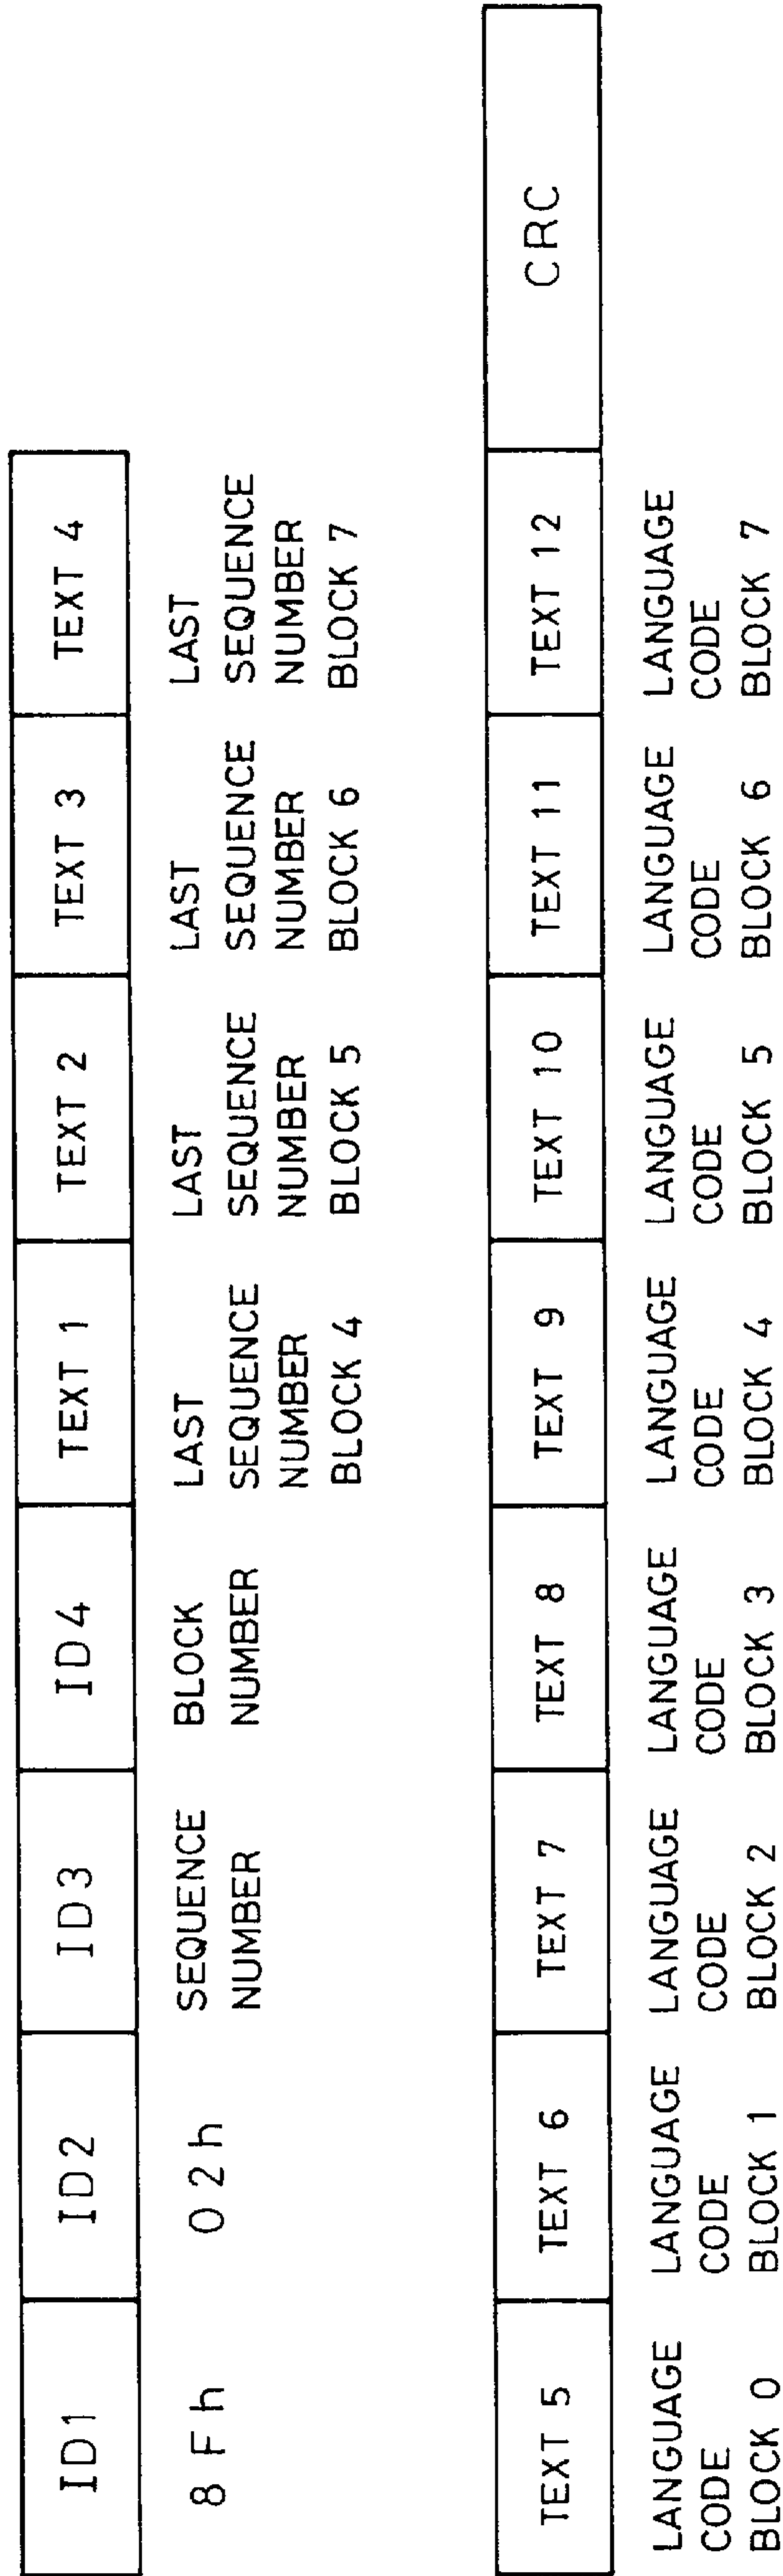 ID1 ID2 ID3 ID4 TEXT 1 TEXT 2 TEXT 3 TEXT 4
8Fh 02h SEQUENCE BLOCK LAST LAST LAST LAST
NUMBER NUMBER SEQUENCE SEQUENCE SEQUENCE SEQUENCE
NUMBER NUMBER NUMBER NUMBER
BLOCK 4 BLOCK 5 BLOCK 6 BLOCK 7
TEXT 5 TEXT 6 TEXT 7 TEXT 8 TEXT 9 TEXT 10 TEXT 11 TEXT 12 CRC
LANGUAGE LANGUAGE LANGUAGE LANGUAGE LANGUAGE LANGUAGE LANGUAGE LANGUAGE
CODE CODE CODE CODE CODE CODE CODE CODE
BLOCK 0 BLOCK 1 BLOCK 2 BLOCK 3 BLOCK 4 BLOCK 5 BLOCK 6 BLOCK 7